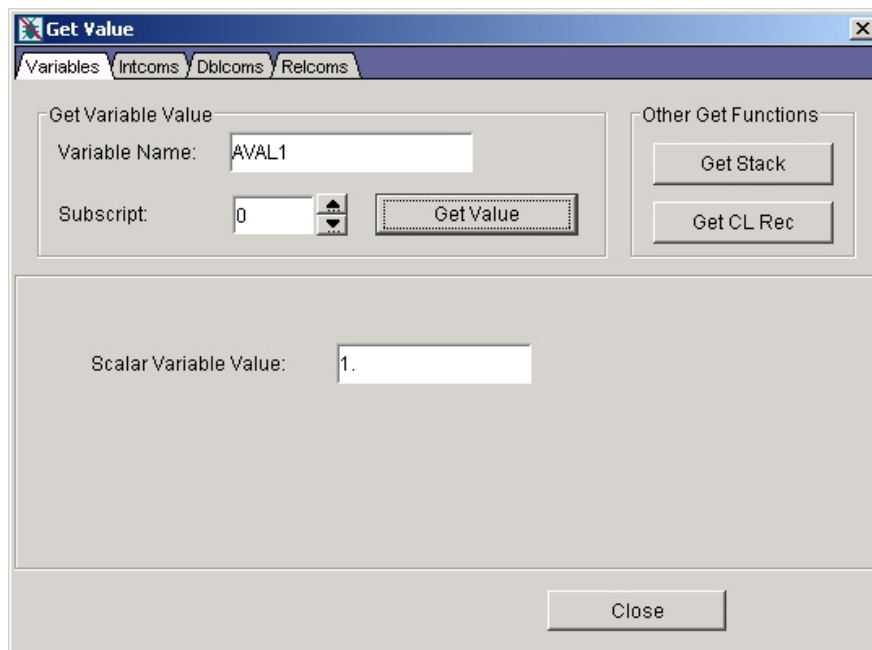 Get Value
Variables Intcoms Dblcoms Relcoms
Get Variable Value
Variable Name: AVAL1
Subscript: 0 Get Value
Other Get Functions
Get Stack
Get CL Rec
Scalar Variable Value: 1.
Close